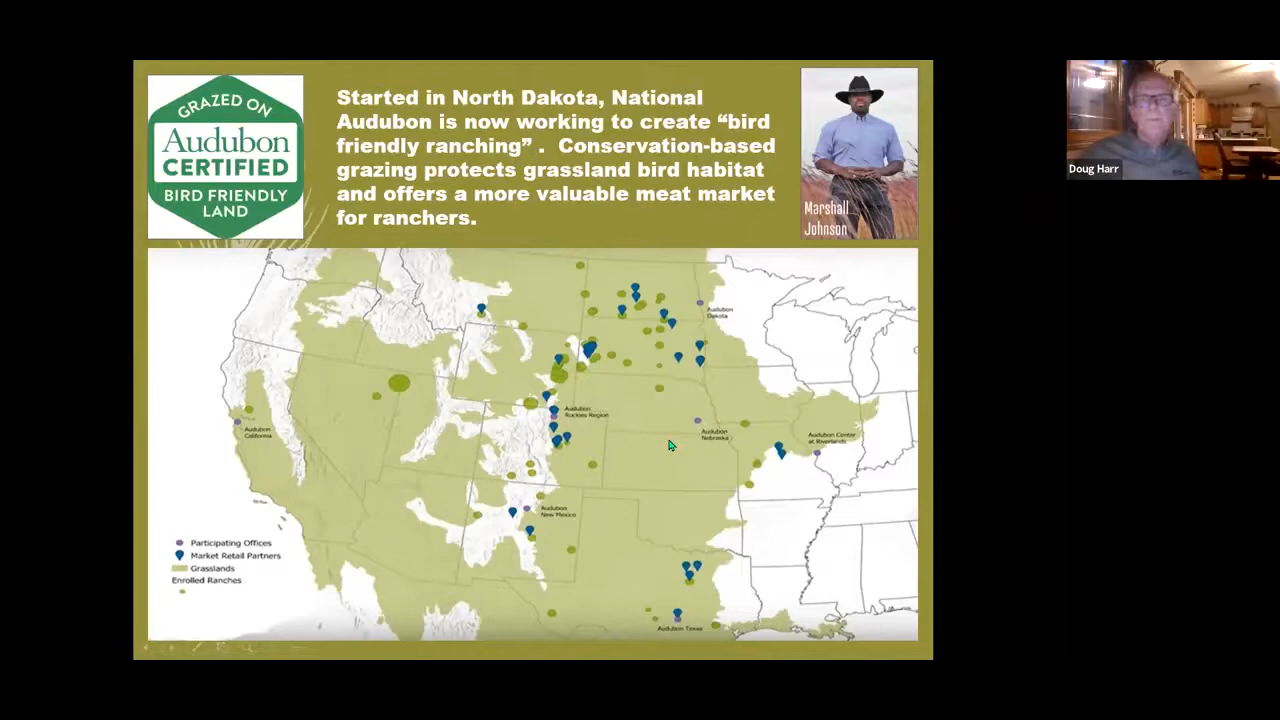 GRAZED ON
Audubon
CERTIFIED
BIRD FRIENDLY
LAND
Started in North Dakota, National
Audubon is now working to create “bird
friendly ranching” .  Conservation-based
grazing protects grassland bird habitat
and offers a more valuable meat market
for ranchers.
Marshall
Johnson
Doug Harr
Audubon
Dakota
Audubon
Rockies Region
Audubon
California
Audubon
Nebraska
Audubon Center
at Riverlands
Audubon
New Mexico
Participating Offices
Market Retail Partners
Grasslands
Enrolled Ranches
Audubon Texas